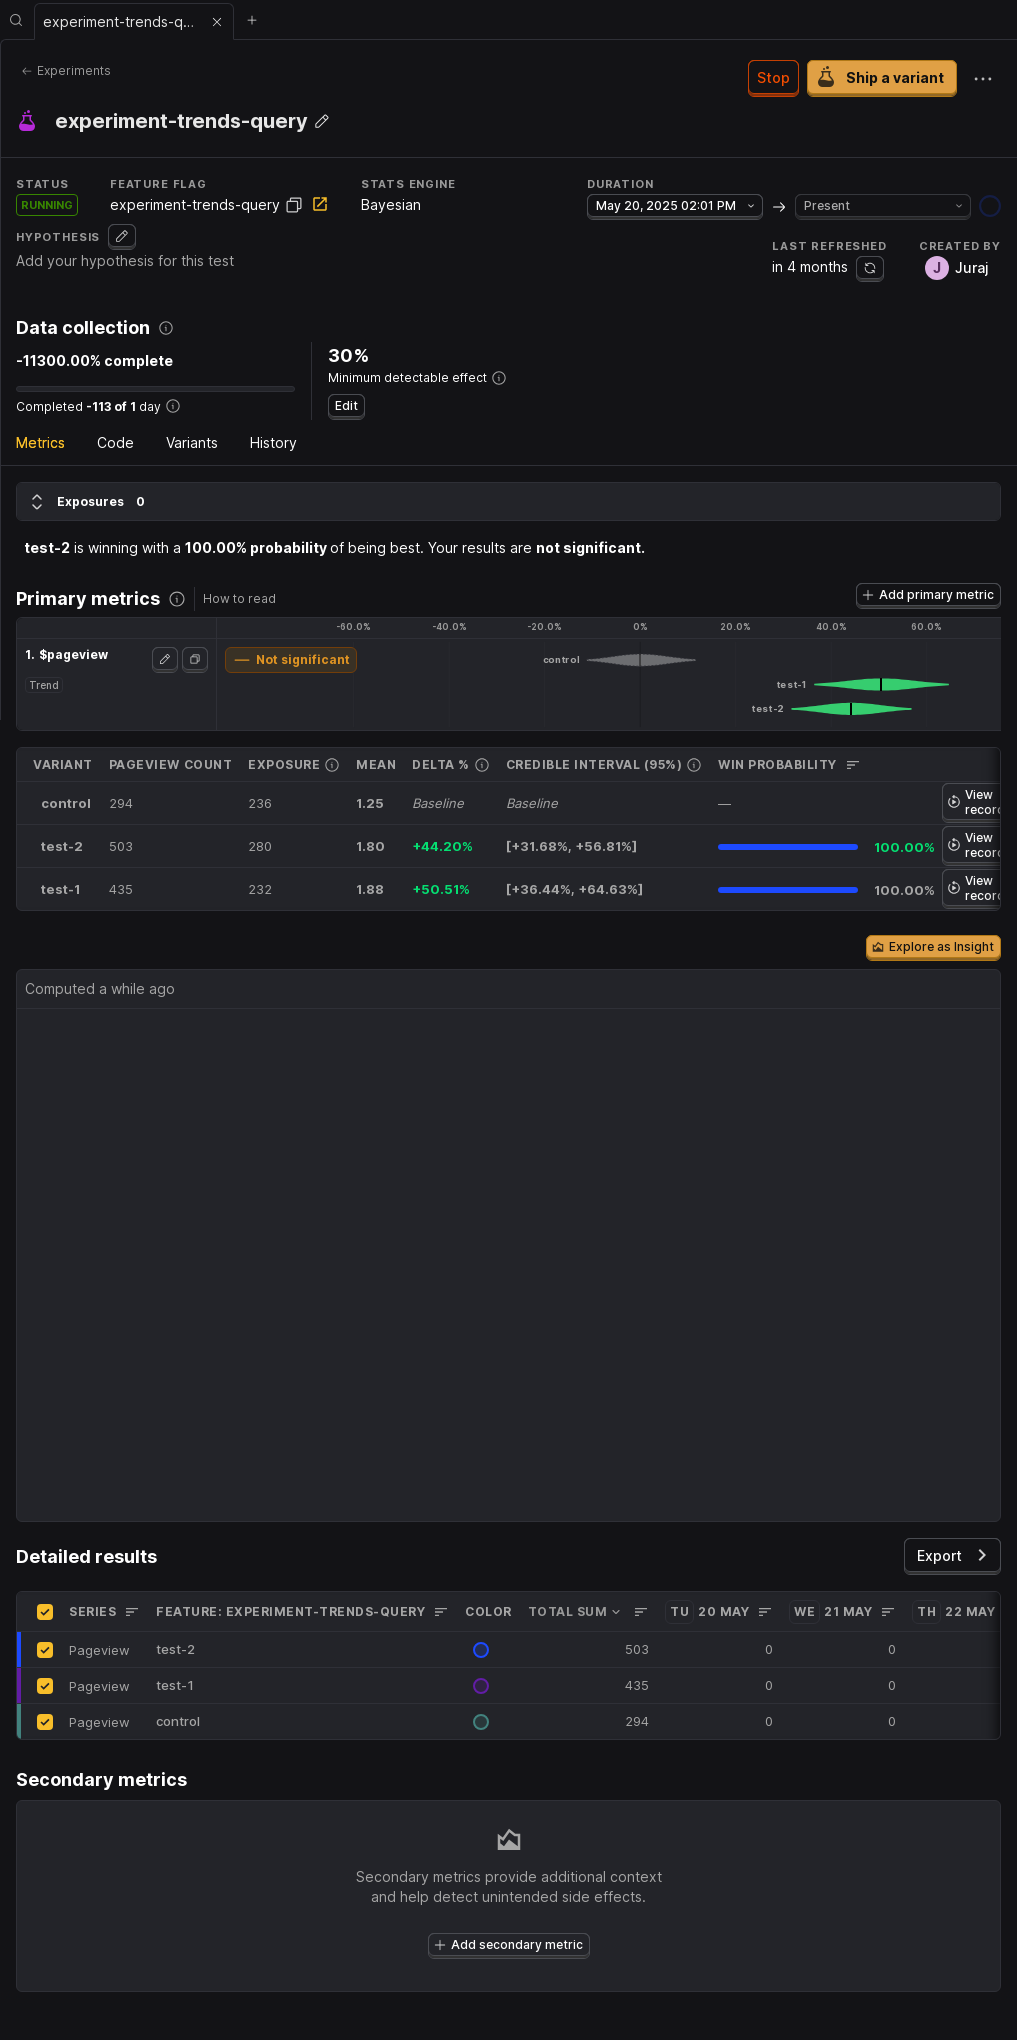 experiment-trends-q...
Experiments
Stop
Ship a variant
experiment-trends-query
STATUS
FEATURE FLAG
STATS ENGINE
DURATION
RUNNING
experiment-trends-query
Bayesian
May 20, 2025 02:01 PM
Present
HYPOTHESIS
LAST REFRESHED
CREATED BY
Add your hypothesis for this test
in 4 months
J Juraj
Data collection
-11300.00% complete
30%
Minimum detectable effect
Completed -113 of 1 day
Edit
Metrics
Code
Variants
History
Exposures 0
test-2 is winning with a 100.00% probability of being best. Your results are not significant.
Primary metrics
How to read
Add primary metric
-60.0% -40.0% -20.0% 0% 20.0% 40.0% 60.0%
1. $pageview
Not significant
control
Trend
test-1
test-2
VARIANT PAGEVIEW COUNT EXPOSURE MEAN DELTA % CREDIBLE INTERVAL (95%) WIN PROBABILITY
control 294 236 1.25 Baseline Baseline — View recor
test-2 503 280 1.80 +44.20% [+31.68%, +56.81%] 100.00% View recor
test-1 435 232 1.88 +50.51% [+36.44%, +64.63%] 100.00% View recor
Explore as Insight
Computed a while ago
Detailed results
Export
SERIES FEATURE: EXPERIMENT-TRENDS-QUERY COLOR TOTAL SUM TU 20 MAY WE 21 MAY TH 22 MAY
Pageview test-2 503 0 0
Pageview test-1 435 0 0
Pageview control 294 0 0
Secondary metrics
Secondary metrics provide additional context
and help detect unintended side effects.
Add secondary metric